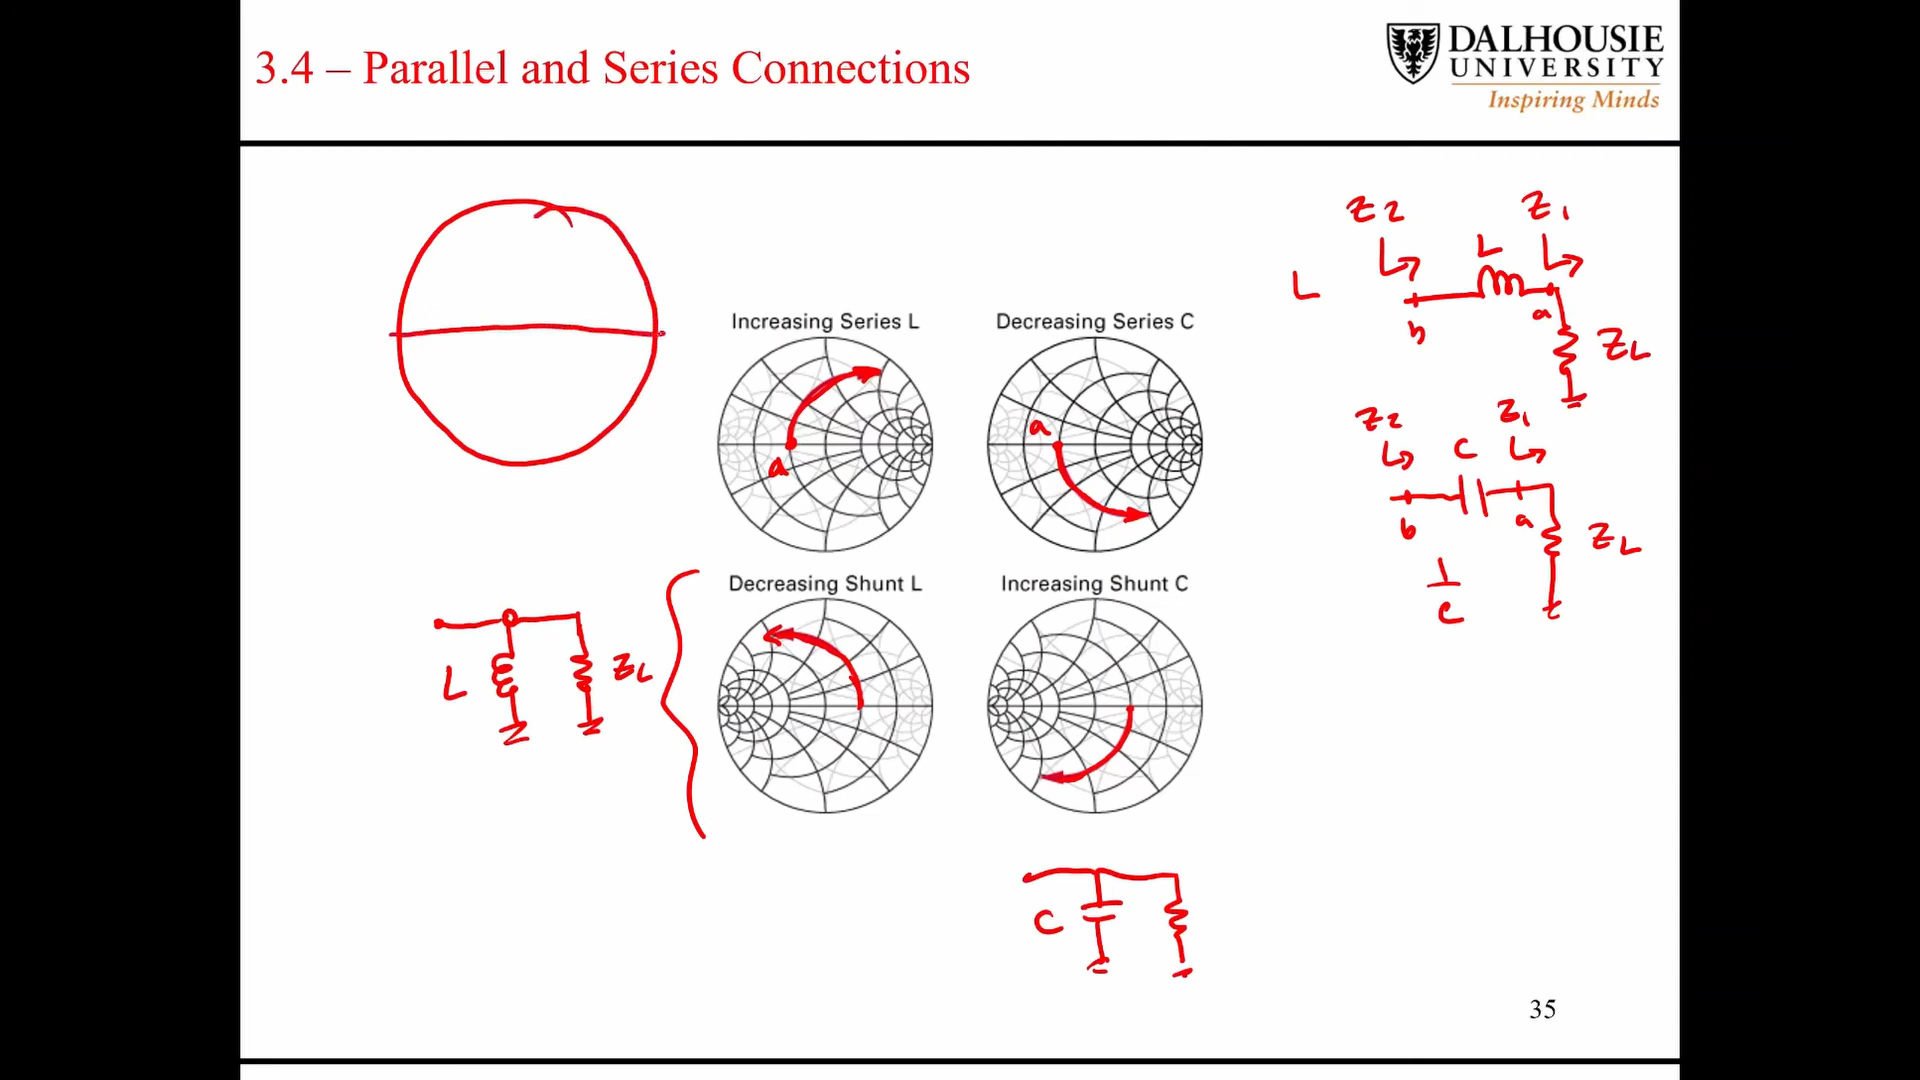 3.4 – Parallel and Series Connections
DALHOUSIE
UNIVERSITY
Inspiring Minds
Z2
Z1
L
L
b
a
ZL
Increasing Series L
Decreasing Series C
a
a
Z2
Z1
C
b
a
ZL
1
C
Decreasing Shunt L
Increasing Shunt C
L
ZL
C
35